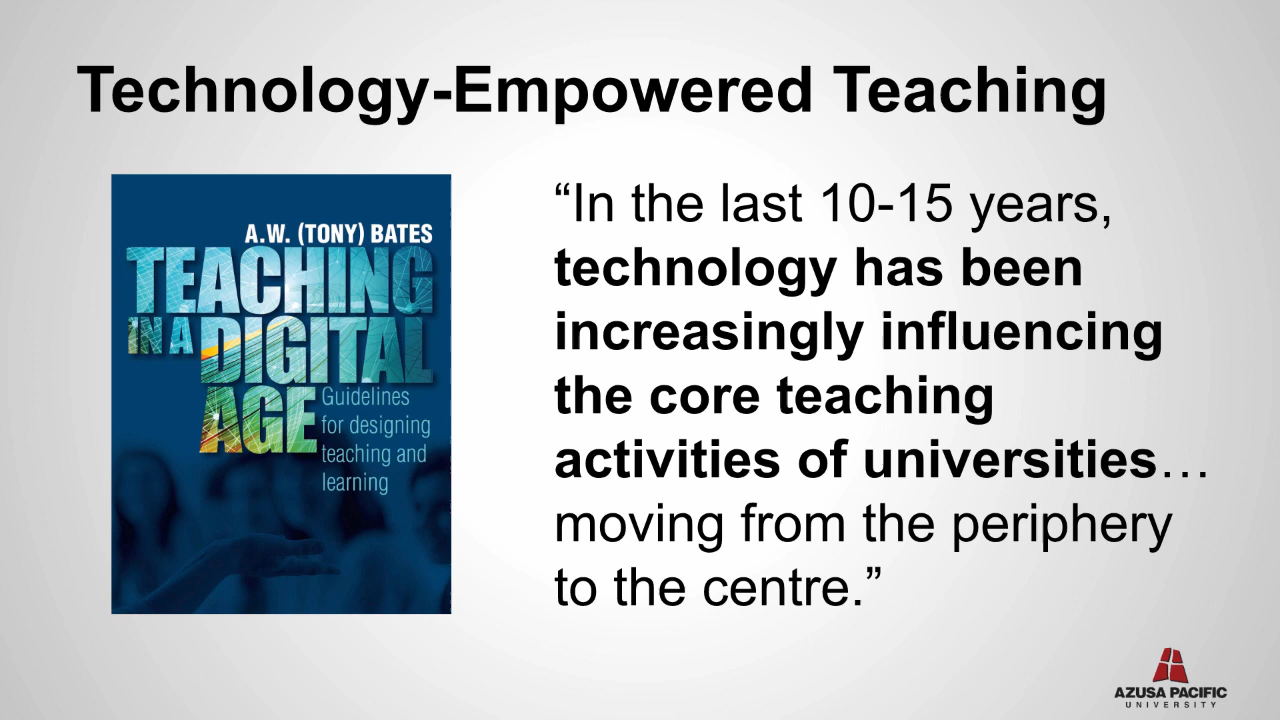 Technology-Empowered Teaching
A.W. (TONY) BATES
TEACHING
IN A DIGITAL
AGE
Guidelines
for designing
teaching and
learning
“In the last 10-15 years,
technology has been
increasingly influencing
the core teaching
activities of universities…
moving from the periphery
to the centre.”
AZUSA PACIFIC
UNIVERSITY